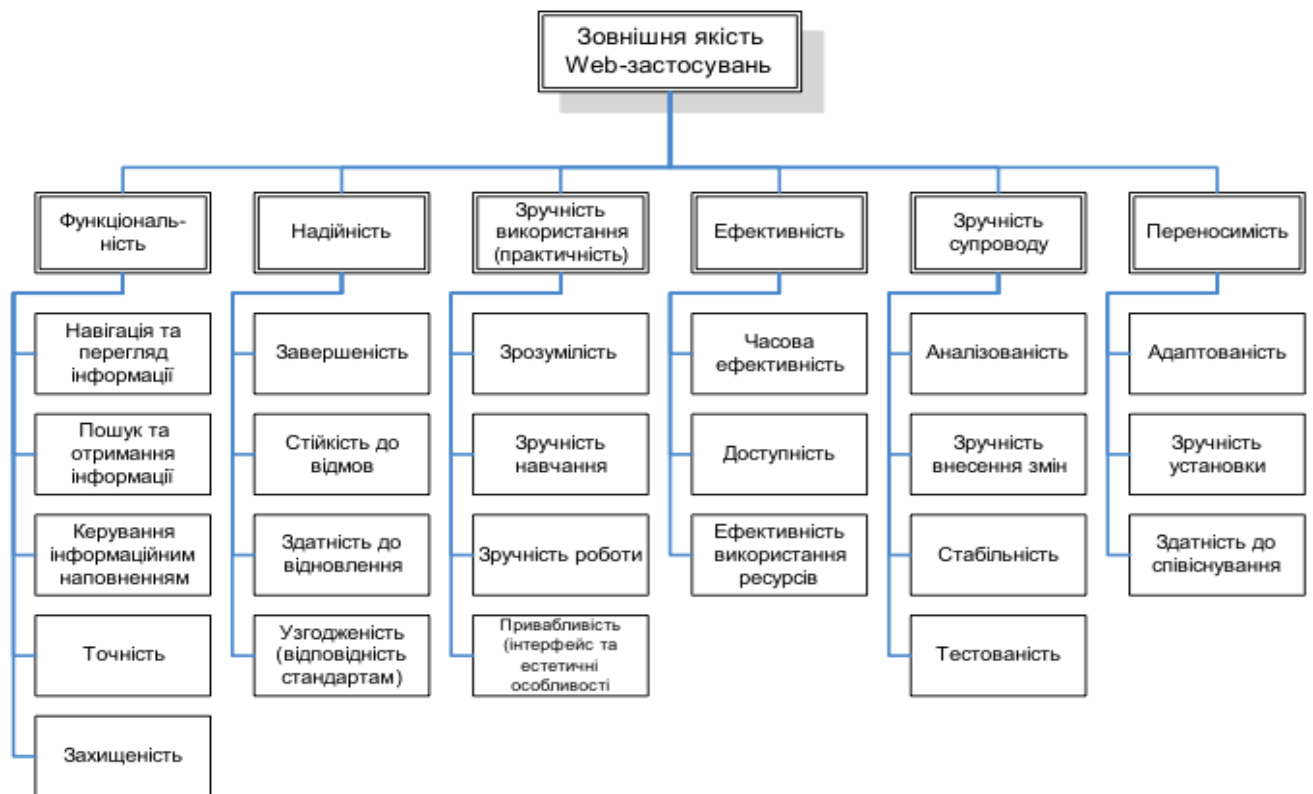 Зовнішня якість
Web-застосувань
Функціональ-
ність
Надійність
Зручність
використання
(практичність)
Ефективність
Зручність
супроводу
Переносимість
Навігація та
перегляд
інформації
Завершеність
Зрозумілість
Часова
ефективність
Аналізованість
Адаптованість
Пошук та
отримання
інформації
Стійкість до
відмов
Зручність
навчання
Доступність
Зручність
внесення змін
Зручність
установки
Керування
інформаційним
наповненням
Здатність до
відновлення
Зручність роботи
Ефективність
використання
ресурсів
Стабільність
Здатність до
співіснування
Точність
Узгодженість
(відповідність
стандартам)
Привабливість
(інтерфейс та
естетичні
особливості
Тестованість
Захищеність